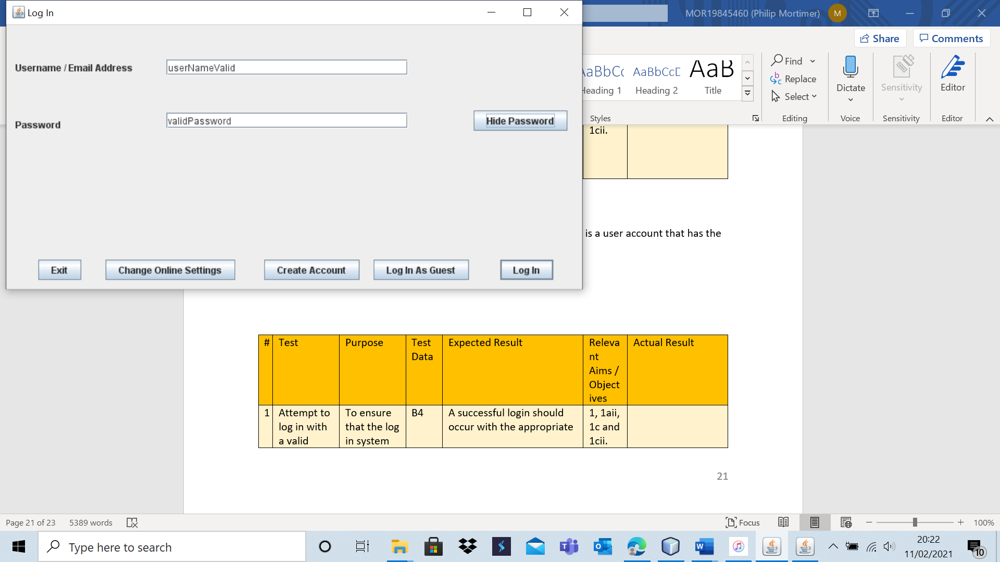 Log In
MOR19845460 (Philip Mortimer)
M
Share
Comments
Username / Email Address
userNameValid
Password
validPassword
Hide Password
Exit
Change Online Settings
Create Account
Log In As Guest
Log In
AaBbCcD
AaB
Heading 1
Heading 2
Title
Styles
Find
Replace
Select
Editing
Dictate
Voice
Sensitivity
Sensitivity
Editor
Editor
1cii.
is a user account that has the
# Test Purpose Test Expected Result Releva Actual Result
Data nt
Aims /
Object
ives
1 Attempt to To ensure B4 A successful login should 1, 1aii,
log in with that the log occur with the appropriate 1c and
a valid in system 1cii.
21
Page 21 of 23 5389 words
Focus
100%
Type here to search
20:22
11/02/2021
10